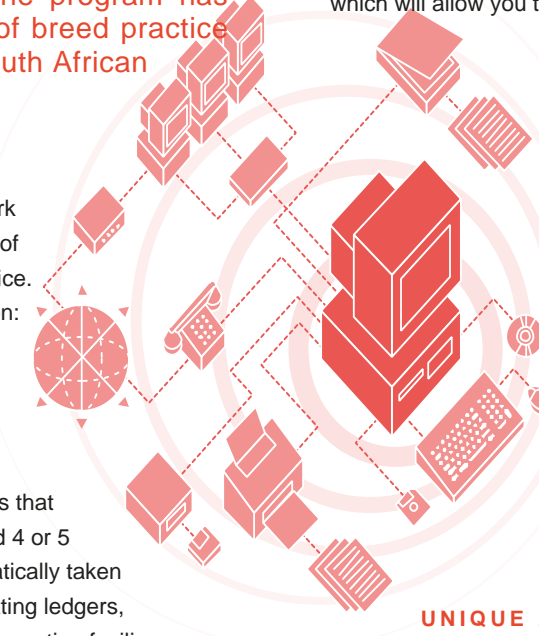 The program has
of breed practice
uth African
which will allow you t
rk
of
ice.
n:
s that
d 4 or 5
atically taken
ting ledgers,
UNIQUE